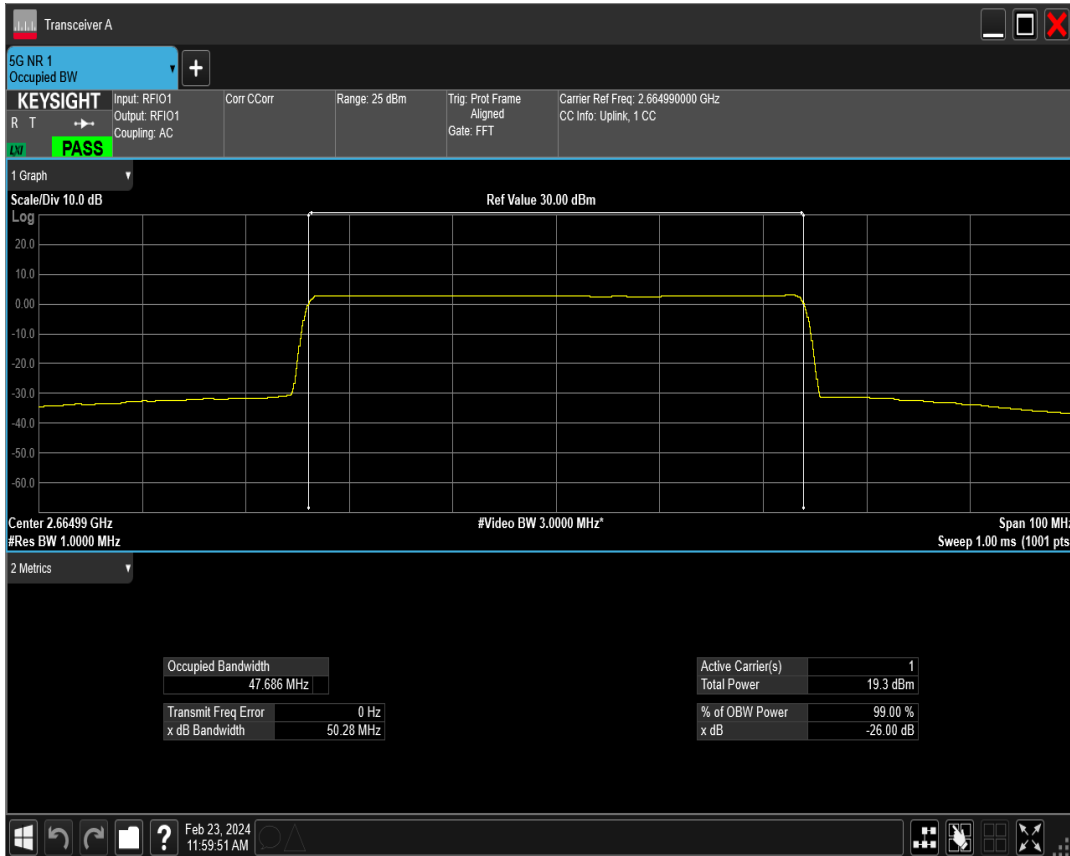 Transceiver A
5G NR 1
Occupied BW
+
KEYSIGHT
R T
LXI
PASS
Input: RFIO1
Output: RFIO1
Coupling: AC
Corr CCorr
Range: 25 dBm
Trig: Prot Frame
Aligned
Gate: FFT
Carrier Ref Freq: 2.664990000 GHz
CC Info: Uplink, 1 CC
1 Graph
Scale/Div 10.0 dB
Ref Value 30.00 dBm
Log
20.0
10.0
0.00
-10.0
-20.0
-30.0
-40.0
-50.0
-60.0
Center 2.66499 GHz
#Video BW 3.0000 MHz*
Span 100 MHz
#Res BW 1.0000 MHz
Sweep 1.00 ms (1001 pts
2 Metrics
Occupied Bandwidth
47.686 MHz
Transmit Freq Error 0 Hz
x dB Bandwidth 50.28 MHz
Active Carrier(s) 1
Total Power 19.3 dBm
% of OBW Power 99.00 %
x dB -26.00 dB
?
Feb 23, 2024
11:59:51 AM